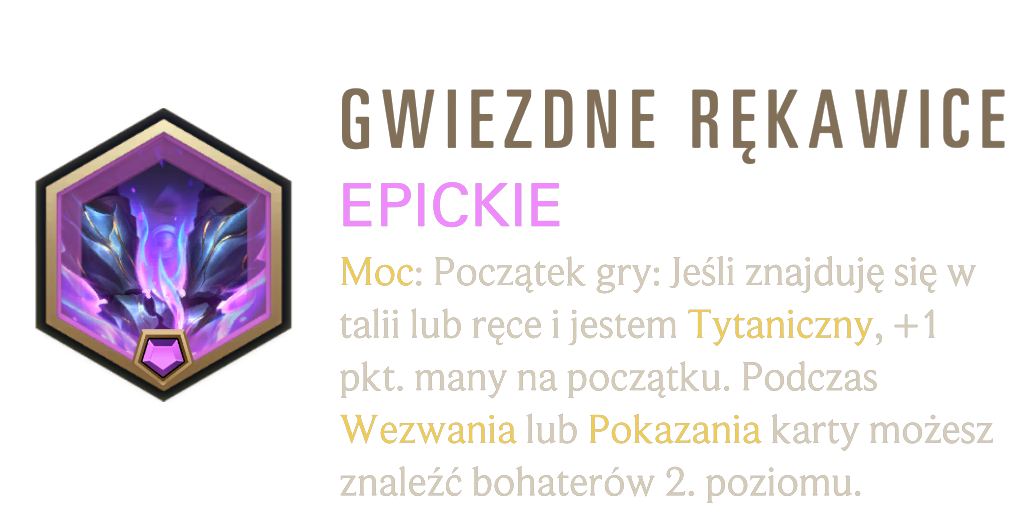 GWIEZDNE RĘKAWICE
EPICKIE
Moc: Początek gry: Jeśli znajduję się w
talii lub ręce i jestem Tytaniczny, +1
pkt. many na początku. Podczas
Wezwania lub Pokazania karty możesz
znaleźć bohaterów 2. poziomu.